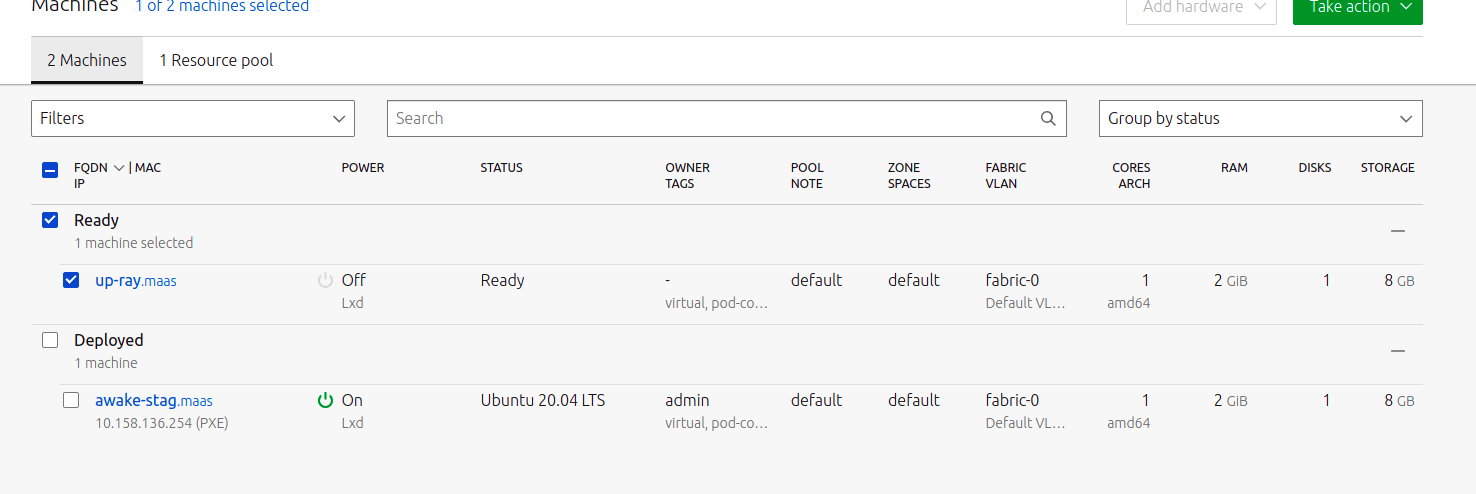 Machines 1 of 2 machines selected Add hardware Take action
2 Machines 1 Resource pool
Filters Search Group by status
FQDN | MAC POWER STATUS OWNER POOL ZONE FABRIC CORES RAM DISKS STORAGE
IP TAGS NOTE SPACES VLAN ARCH
Ready
1 machine selected
up-ray.maas Off Ready - default default fabric-0 1 2 GiB 1 8 GB
Lxd virtual, pod-co… Default VL… amd64
Deployed
1 machine
awake-stag.maas On Ubuntu 20.04 LTS admin default default fabric-0 1 2 GiB 1 8 GB
10.158.136.254 (PXE) Lxd virtual, pod-co… Default VL… amd64